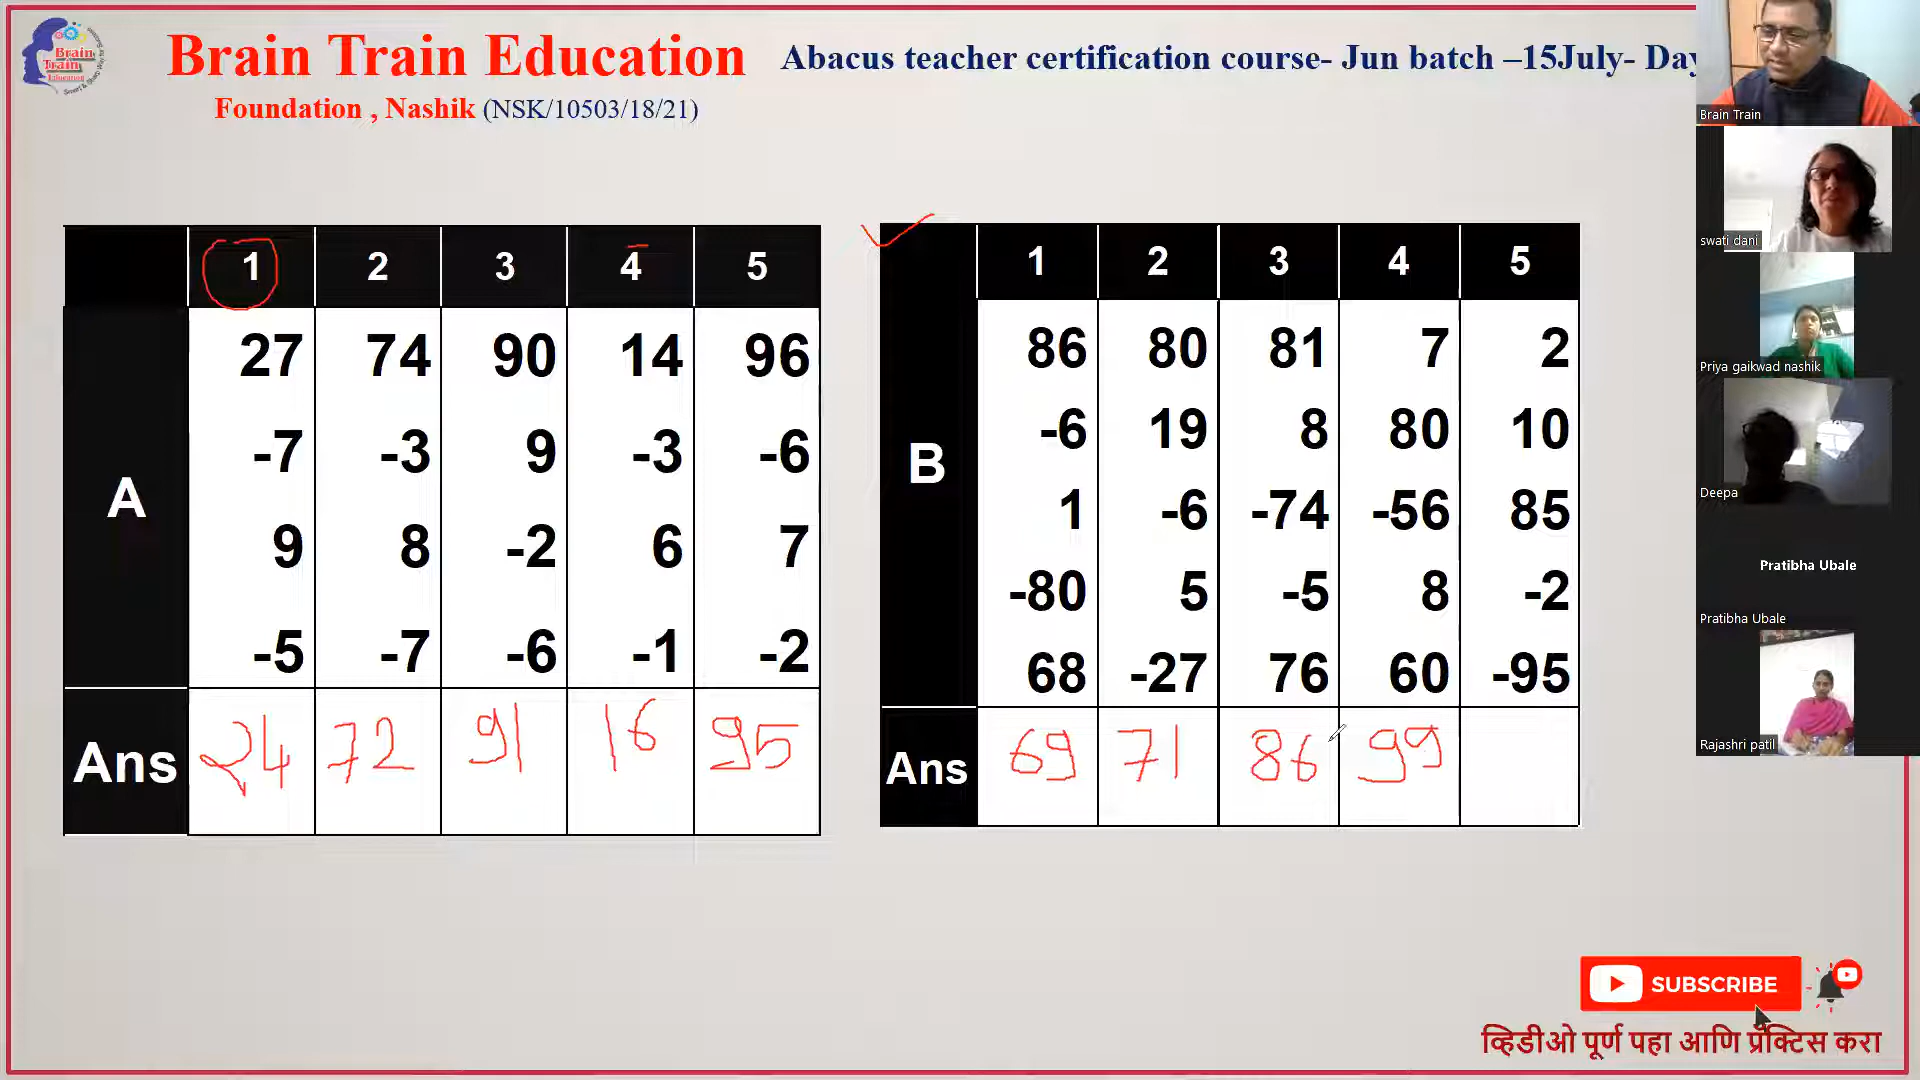 Brain Train Education
Abacus teacher certification course- Jun batch –15July- Day
Foundation , Nashik (NSK/10503/18/21)
Brain
Train
Education
1 2 3 4 5
A
27 74 90 14 96
-7 -3 9 -3 -6
9 8 -2 6 7
-5 -7 -6 -1 -2
Ans 24 72 91 16 95
1 2 3 4 5
B
86 80 81 7 2
-6 19 8 80 10
1 -6 -74 -56 85
-80 5 -5 8 -2
68 -27 76 60 -95
Ans 69 71 86 99
Brain Train
swati dani
Priya gaikwad nashik
Deepa
Pratibha Ubale
Pratibha Ubale
Rajashri patil
SUBSCRIBE
व्हिडीओ पूर्ण पहा आणि प्रॅक्टिस करा